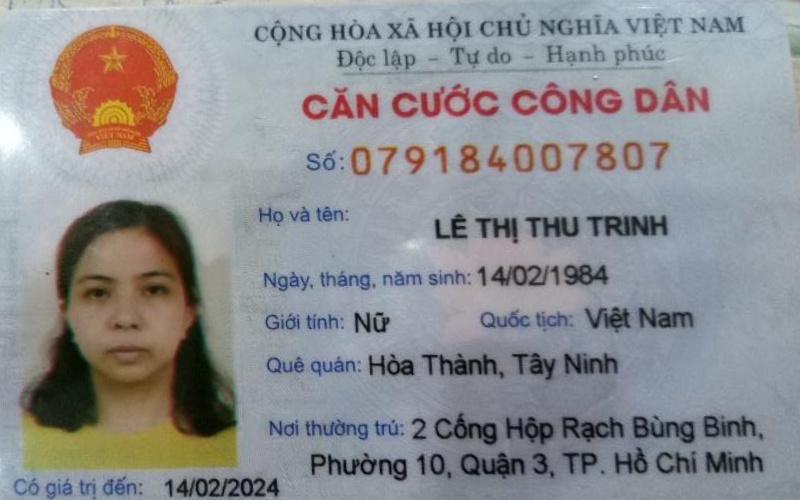 CỘNG HÒA XÃ HỘI CHỦ NGHĨA VIỆT NAM
Độc lập - Tự do - Hạnh phúc
CĂN CƯỚC CÔNG DÂN
Số: 079184007807
Họ và tên: LÊ THỊ THU TRINH
Ngày, tháng, năm sinh: 14/02/1984
Giới tính: Nữ Quốc tịch: Việt Nam
Quê quán: Hòa Thành, Tây Ninh
Nơi thường trú: 2 Cống Hộp Rạch Bùng Binh,
Phường 10, Quận 3, TP. Hồ Chí Minh
Có giá trị đến: 14/02/2024